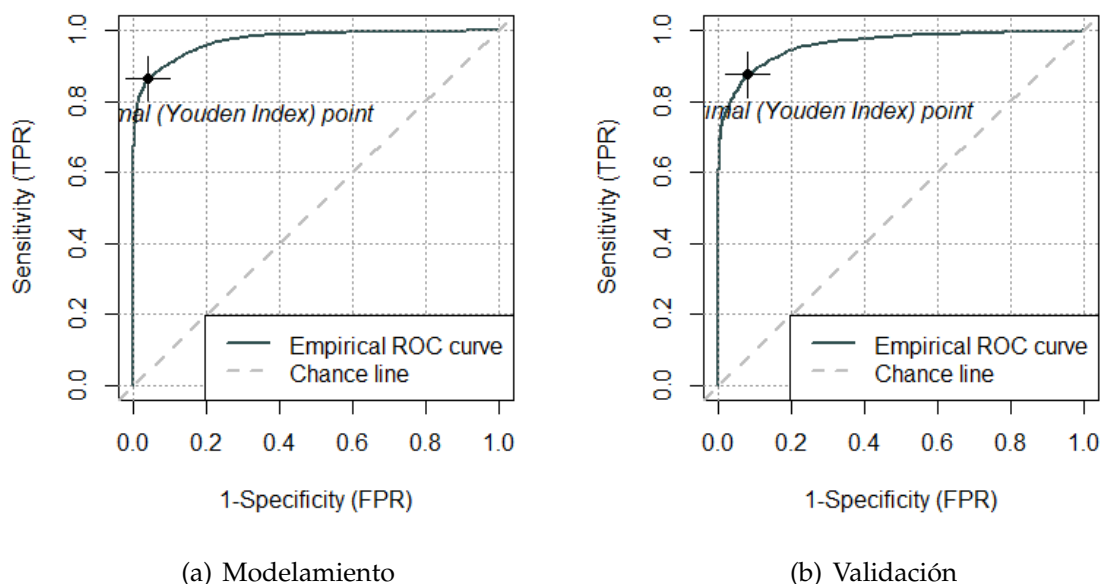 1.0
0.8
0.6
0.4
0.2
0.0
Sensitivity (TPR)
(Youden Index) point
Empirical ROC curve
Chance line
0.0 0.2 0.4 0.6 0.8 1.0
1-Specificity (FPR)
(a) Modelamiento
1.0
0.8
0.6
0.4
0.2
0.0
Sensitivity (TPR)
(Youden Index) point
Empirical ROC curve
Chance line
0.0 0.2 0.4 0.6 0.8 1.0
1-Specificity (FPR)
(b) Validación